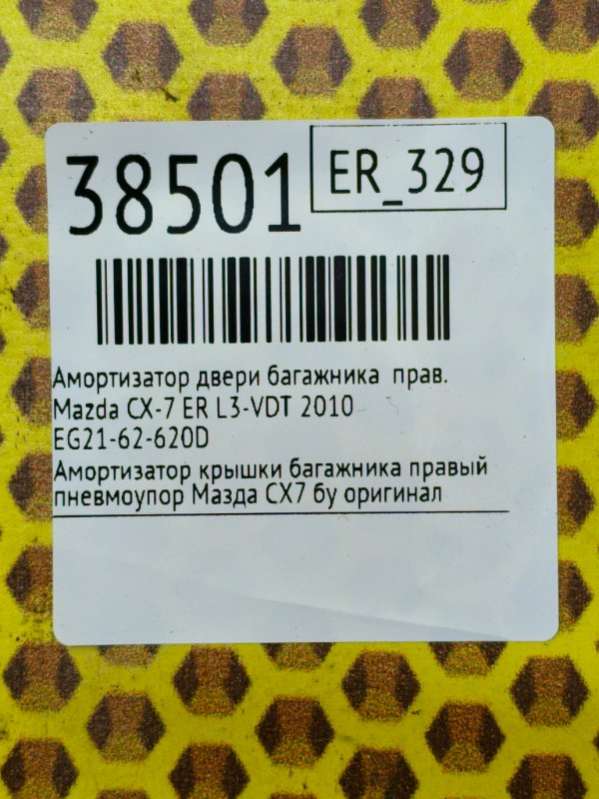 38501
ER_329
Амортизатор двери багажника прав.
Mazda CX-7 ER L3-VDT 2010
EG21-62-620D
Амортизатор крышки багажника правый
пневмоупор Мазда СХ7 бу оригинал